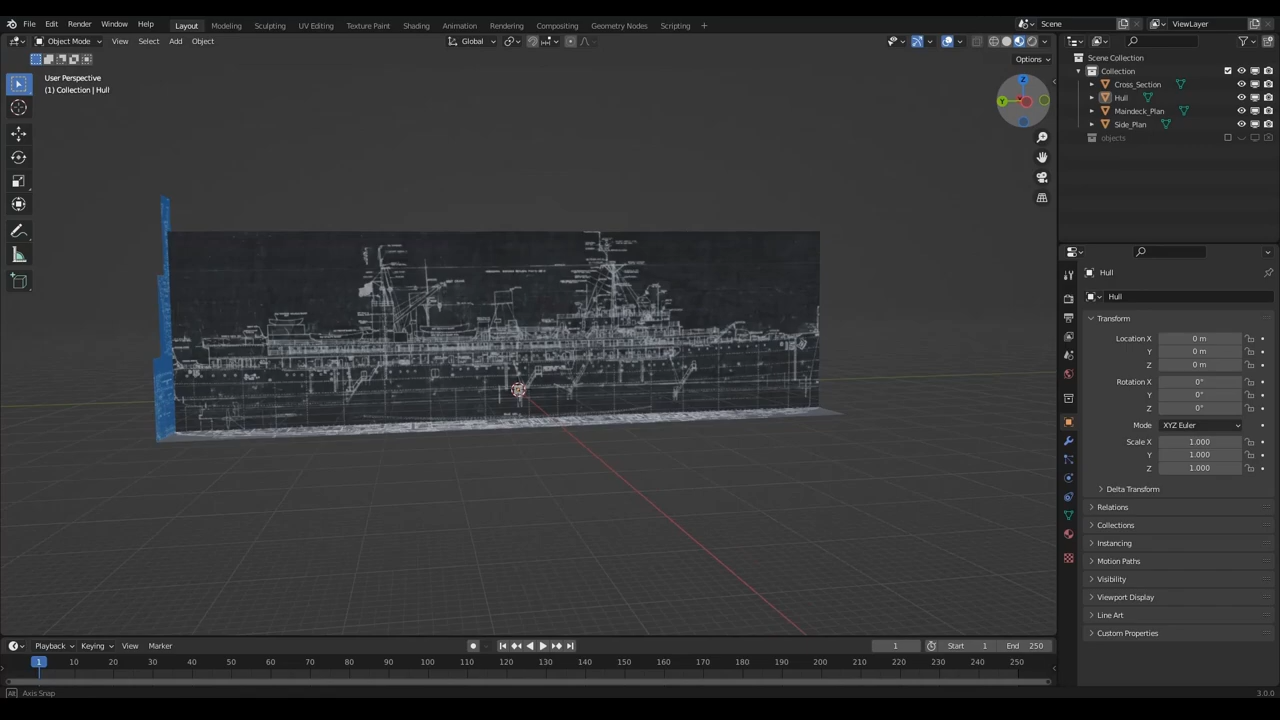 File Edit Render Window Help Layout Modeling Sculpting UV Editing Texture Paint Shading Animation Rendering Compositing Geometry Nodes Scripting + Scene ViewLayer
Object Mode View Select Add Object Global
Options
User Perspective
(1) Collection | Hull
Z
Y
Scene Collection
Collection
Cross_Section
Hull
Maindeck_Plan
Side_Plan
objects
Hull
Hull
Transform
Location X 0 m
Y 0 m
Z 0 m
Rotation X 0°
Y 0°
Z 0°
Mode XYZ Euler
Scale X 1.000
Y 1.000
Z 1.000
Delta Transform
Relations
Collections
Instancing
Motion Paths
Visibility
Viewport Display
Line Art
Custom Properties
Playback Keying View Marker 1 Start 1 End 250
1 10 20 30 40 50 60 70 80 90 100 110 120 130 140 150 160 170 180 190 200 210 220 230 240 250
Axis Snap 3.0.0